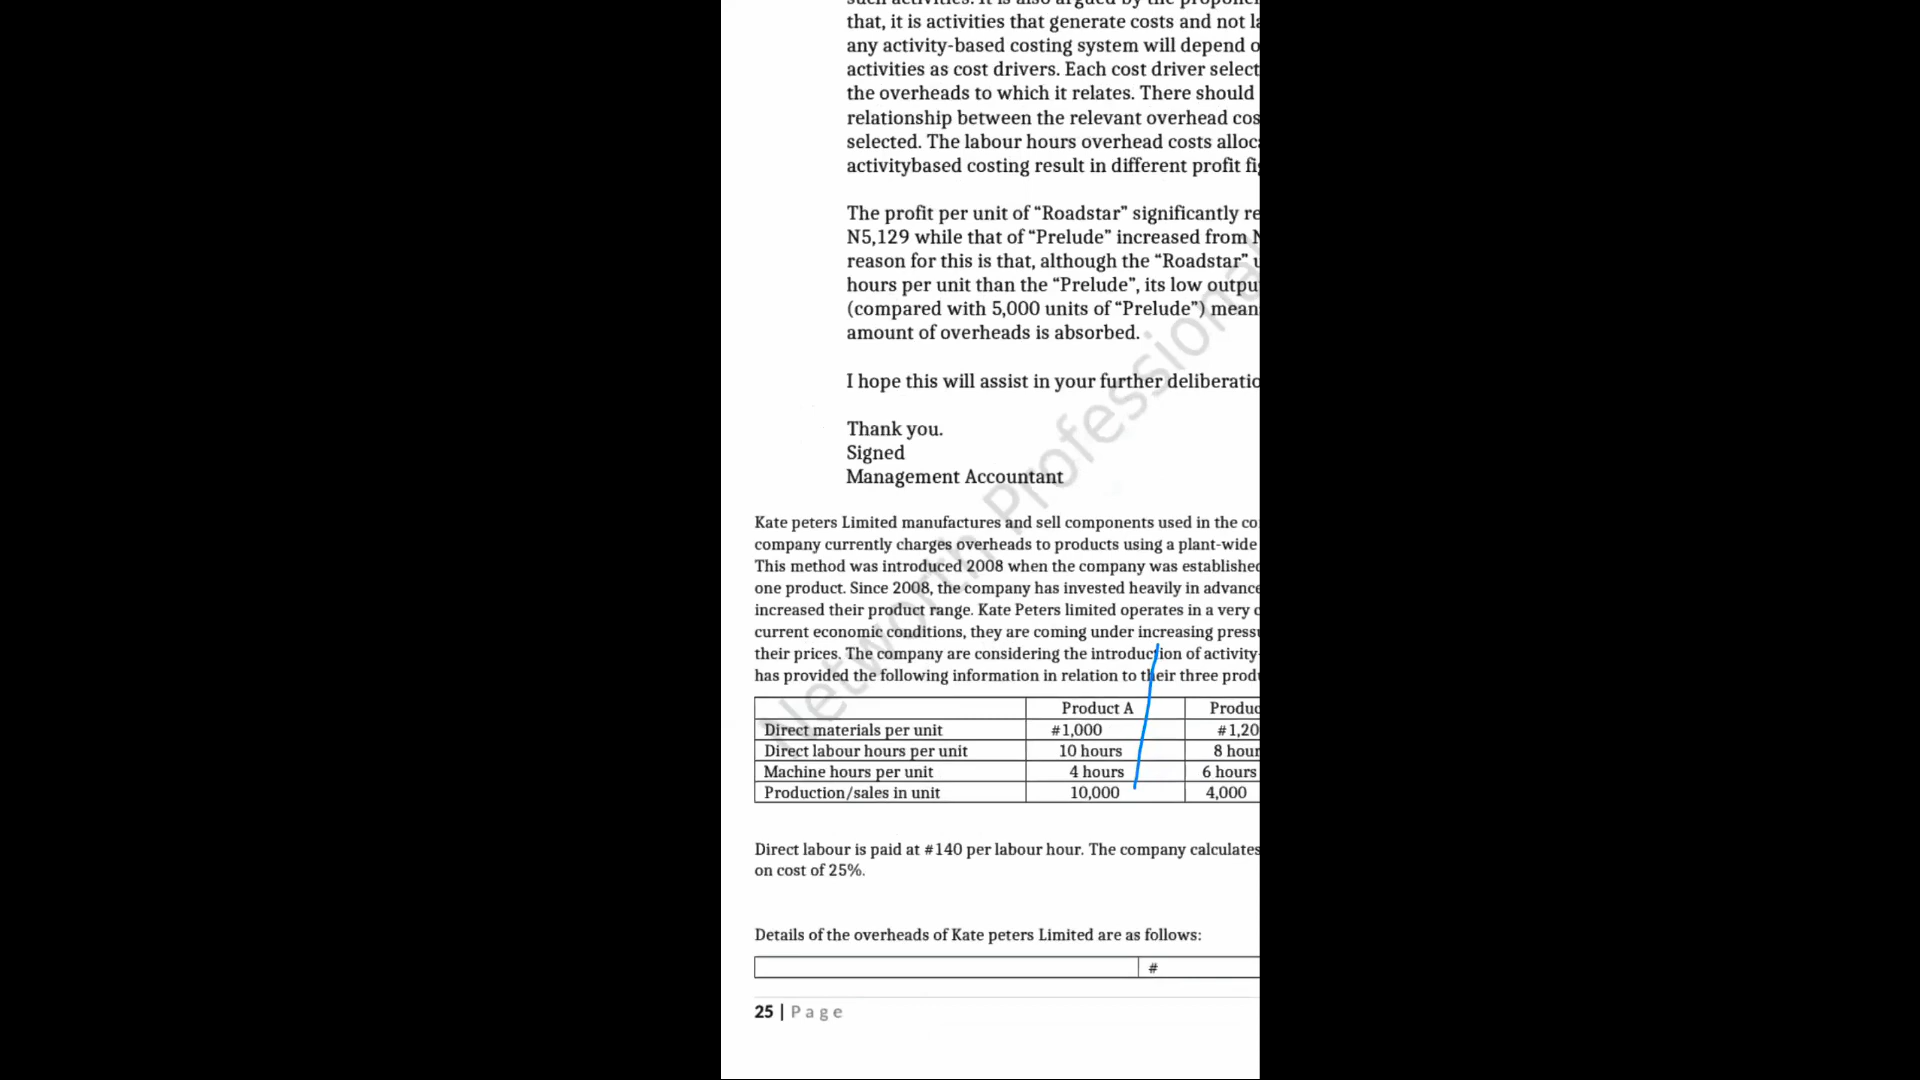 that, it is activities that generate costs and not la
any activity-based costing system will depend o
activities as cost drivers. Each cost driver select
the overheads to which it relates. There should
relationship between the relevant overhead cos
selected. The labour hours overhead costs alloc
activitybased costing result in different profit fi
The profit per unit of “Roadstar” significantly re
N5,129 while that of “Prelude” increased from N
reason for this is that, although the “Roadstar” u
hours per unit than the “Prelude”, its low outpu
(compared with 5,000 units of “Prelude”) mean
amount of overheads is absorbed.
I hope this will assist in your further deliberatio
Thank you.
Signed
Management Accountant
Kate peters Limited manufactures and sell components used in the co
company currently charges overheads to products using a plant-wide
This method was introduced 2008 when the company was established
one product. Since 2008, the company has invested heavily in advance
increased their product range. Kate Peters limited operates in a very c
current economic conditions, they are coming under increasing press
their prices. The company are considering the introduction of activity-
has provided the following information in relation to their three prod
Product A Produc
Direct materials per unit #1,000 #1,20
Direct labour hours per unit 10 hours 8 hour
Machine hours per unit 4 hours 6 hours
Production/sales in unit 10,000 4,000
Direct labour is paid at #140 per labour hour. The company calculates
on cost of 25%.
Details of the overheads of Kate peters Limited are as follows:
#
25 | Page
Networth Professional